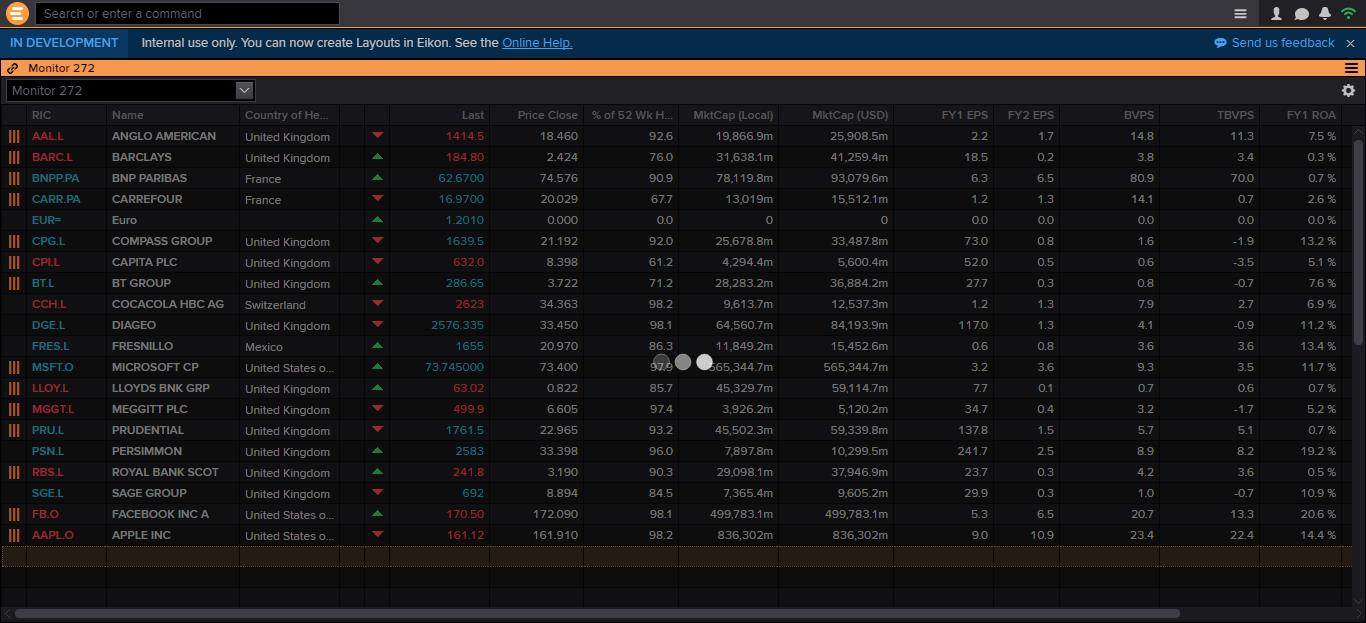 Search or enter a command
IN DEVELOPMENT Internal use only. You can now create Layouts in Eikon. See the Online Help. Send us feedback
Monitor 272
Monitor 272
RIC Name Country of He... Last Price Close % of 52 Wk H... MktCap (Local) MktCap (USD) FY1 EPS FY2 EPS BVPS TBVPS FY1 ROA
AAL.L ANGLO AMERICAN United Kingdom 1414.5 18.460 92.6 19,866.9m 25,908.5m 2.2 1.7 14.8 11.3 7.5 %
BARC.L BARCLAYS United Kingdom 184.80 2.424 76.0 31,638.1m 41,259.4m 18.5 0.2 3.8 3.4 0.3 %
BNPP.PA BNP PARIBAS France 62.6700 74.576 90.9 78,119.8m 93,079.6m 6.3 6.5 80.9 70.0 0.7 %
CARR.PA CARREFOUR France 16.9700 20.029 67.7 13,019m 15,512.1m 1.2 1.3 14.1 0.7 2.6 %
EUR= Euro 1.2010 0.000 0.0 0 0 0.0 0.0 0.0 0.0 0.0 %
CPG.L COMPASS GROUP United Kingdom 1639.5 21.192 92.0 25,678.8m 33,487.8m 73.0 0.8 1.6 -1.9 13.2 %
CPI.L CAPITA PLC United Kingdom 632.0 8.398 61.2 4,294.4m 5,600.4m 52.0 0.5 0.6 -3.5 5.1 %
BT.L BT GROUP United Kingdom 286.65 3.722 71.2 28,283.2m 36,884.2m 27.7 0.3 0.8 -0.7 7.6 %
CCH.L COCACOLA HBC AG Switzerland 2623 34.363 98.2 9,613.7m 12,537.3m 1.2 1.3 7.9 2.7 6.9 %
DGE.L DIAGEO United Kingdom 2576.335 33.450 98.1 64,560.7m 84,193.9m 117.0 1.3 4.1 -0.9 11.2 %
FRES.L FRESNILLO Mexico 1655 20.970 86.3 11,849.2m 15,452.6m 0.6 0.8 3.6 3.6 13.4 %
MSFT.O MICROSOFT CP United States o... 73.745000 73.400 97.9 565,344.7m 565,344.7m 3.2 3.6 9.3 3.5 11.7 %
LLOY.L LLOYDS BNK GRP United Kingdom 63.02 0.822 85.7 45,329.7m 59,114.7m 7.7 0.1 0.7 0.6 0.7 %
MGGT.L MEGGITT PLC United Kingdom 499.9 6.605 97.4 3,926.2m 5,120.2m 34.7 0.4 3.2 -1.7 5.2 %
PRU.L PRUDENTIAL United Kingdom 1761.5 22.965 93.2 45,502.3m 59,339.8m 137.8 1.5 5.7 5.1 0.7 %
PSN.L PERSIMMON United Kingdom 2583 33.398 96.0 7,897.8m 10,299.5m 241.7 2.5 8.9 8.2 19.2 %
RBS.L ROYAL BANK SCOT United Kingdom 241.8 3.190 90.3 29,098.1m 37,946.9m 23.7 0.3 4.2 3.6 0.5 %
SGE.L SAGE GROUP United Kingdom 692 8.894 84.5 7,365.4m 9,605.2m 29.9 0.3 1.0 -0.7 10.9 %
FB.O FACEBOOK INC A United States o... 170.50 172.090 98.1 499,783.1m 499,783.1m 5.3 6.5 20.7 13.3 20.6 %
AAPL.O APPLE INC United States o... 161.12 161.910 98.2 836,302m 836,302m 9.0 10.9 23.4 22.4 14.4 %